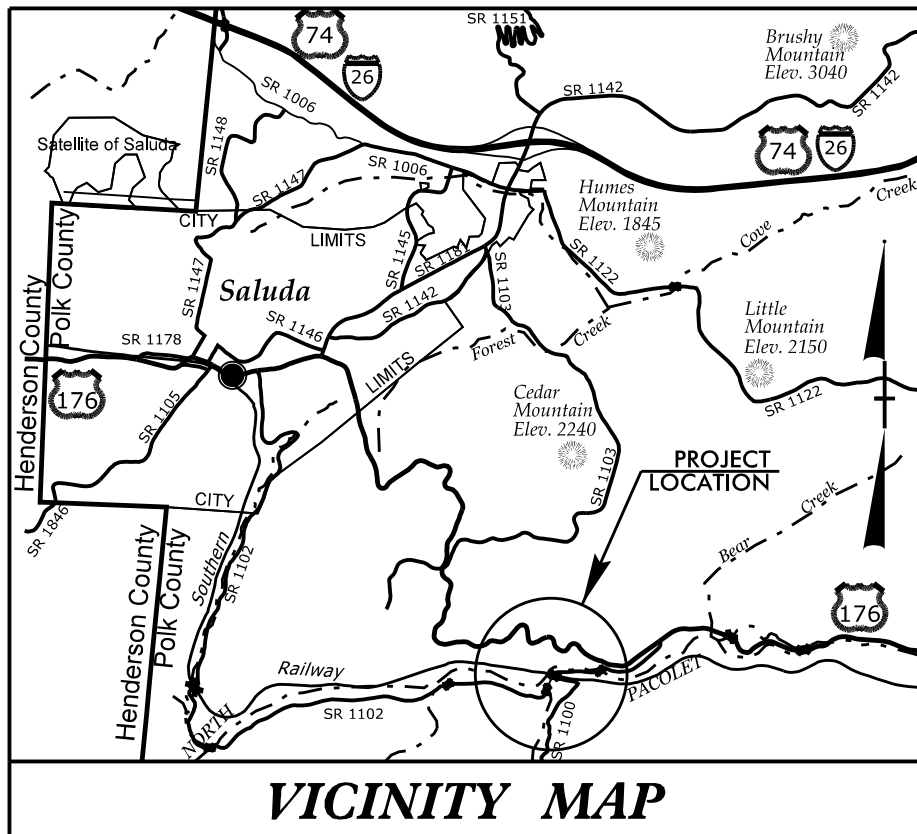 SR 1151
74
26
Brushy
Mountain
Elev. 3040
SR 1142
SR 1142
SR 1006
SR 1148
Satellite of Saluda
74
26
SR 1006
SR 1147
Humes
Mountain
Elev. 1845
Creek
CITY
LIMITS
Cove
SR 1145
SR 1181
SR 1122
SR 1103
Henderson County
Polk County
SR 1147
Saluda
SR 1142
SR 1146
SR 1178
Forest
Creek
Little
Mountain
Elev. 2150
LIMITS
176
SR 1105
Cedar
Mountain
Elev. 2240
SR 1122
SR 1103
PROJECT
LOCATION
CITY
SR 1846
Creek
Bear
Southern
SR 1102
Henderson County
Polk County
176
Railway
PACOLET
NORTH
SR 1102
SR 1100
VICINITY MAP